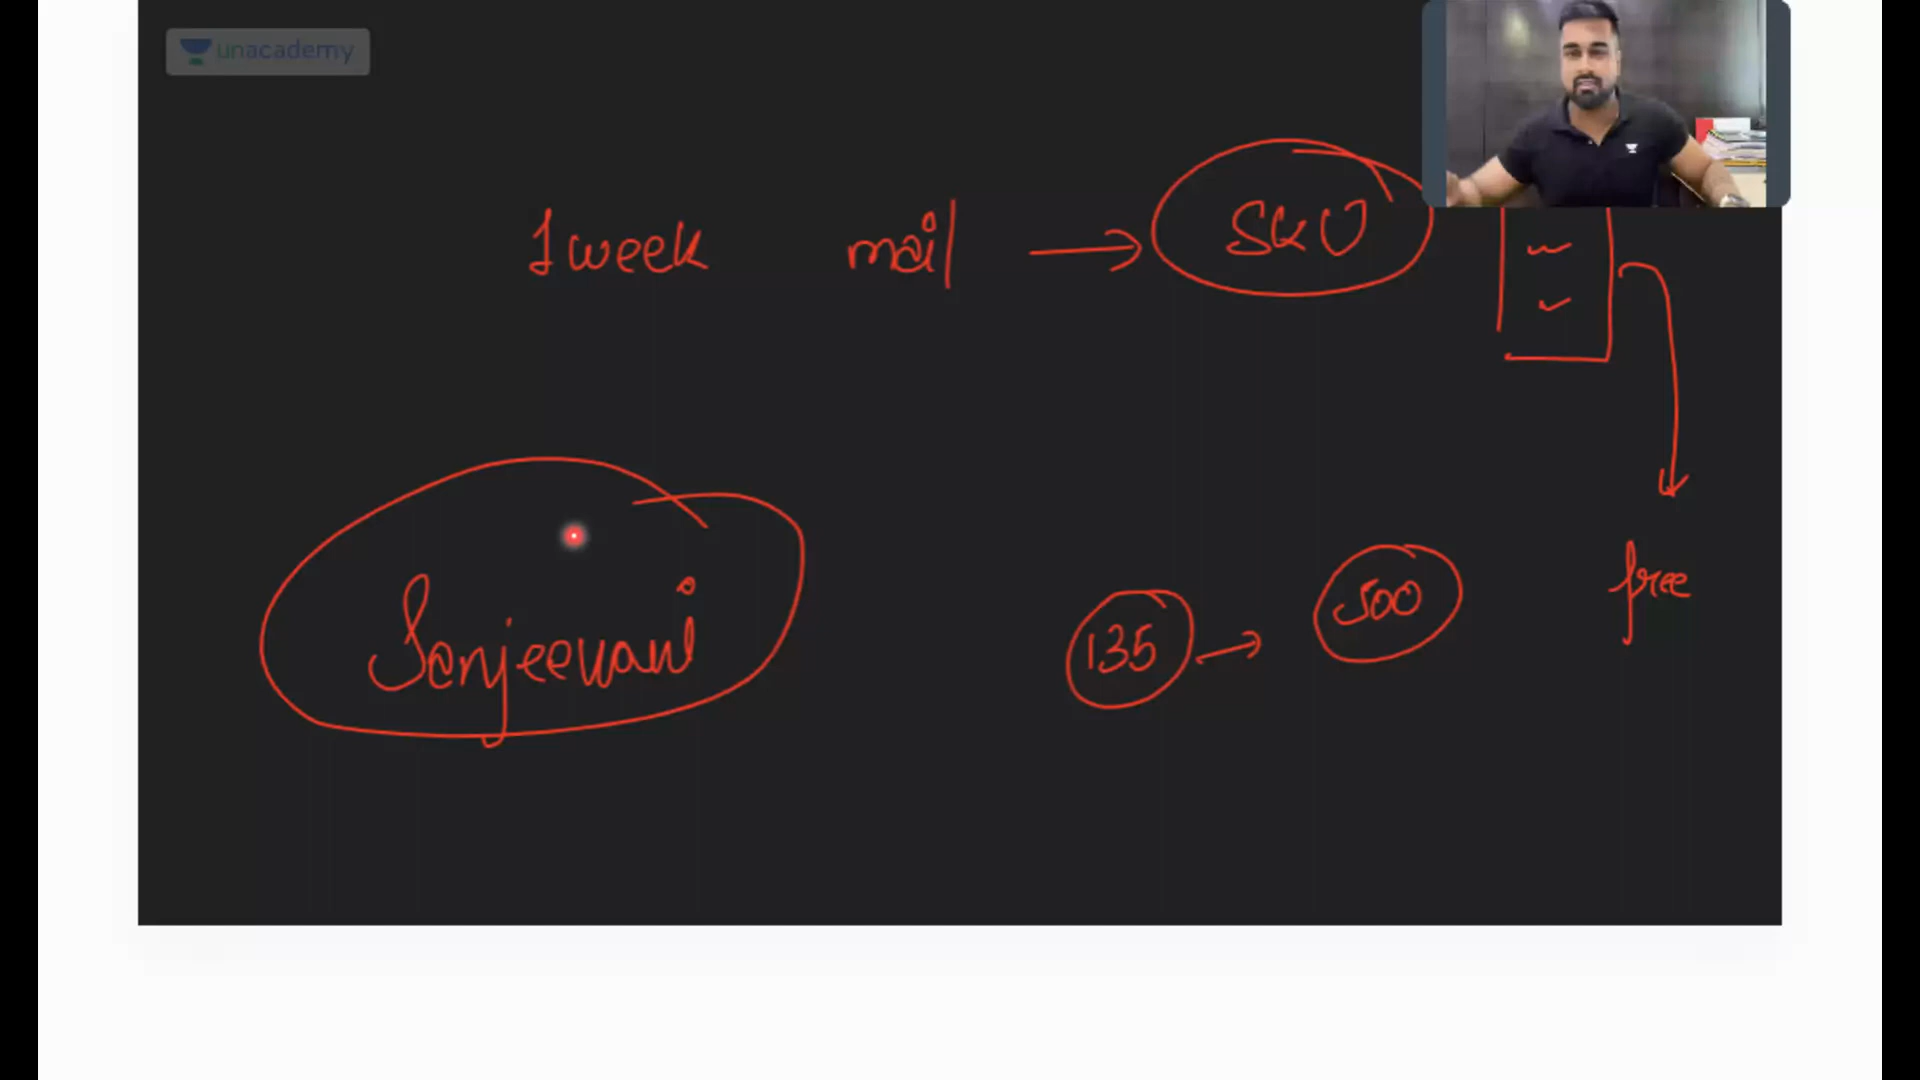 unacademy
1 week mail → SKU
Sanjeevani
135 → 500
free